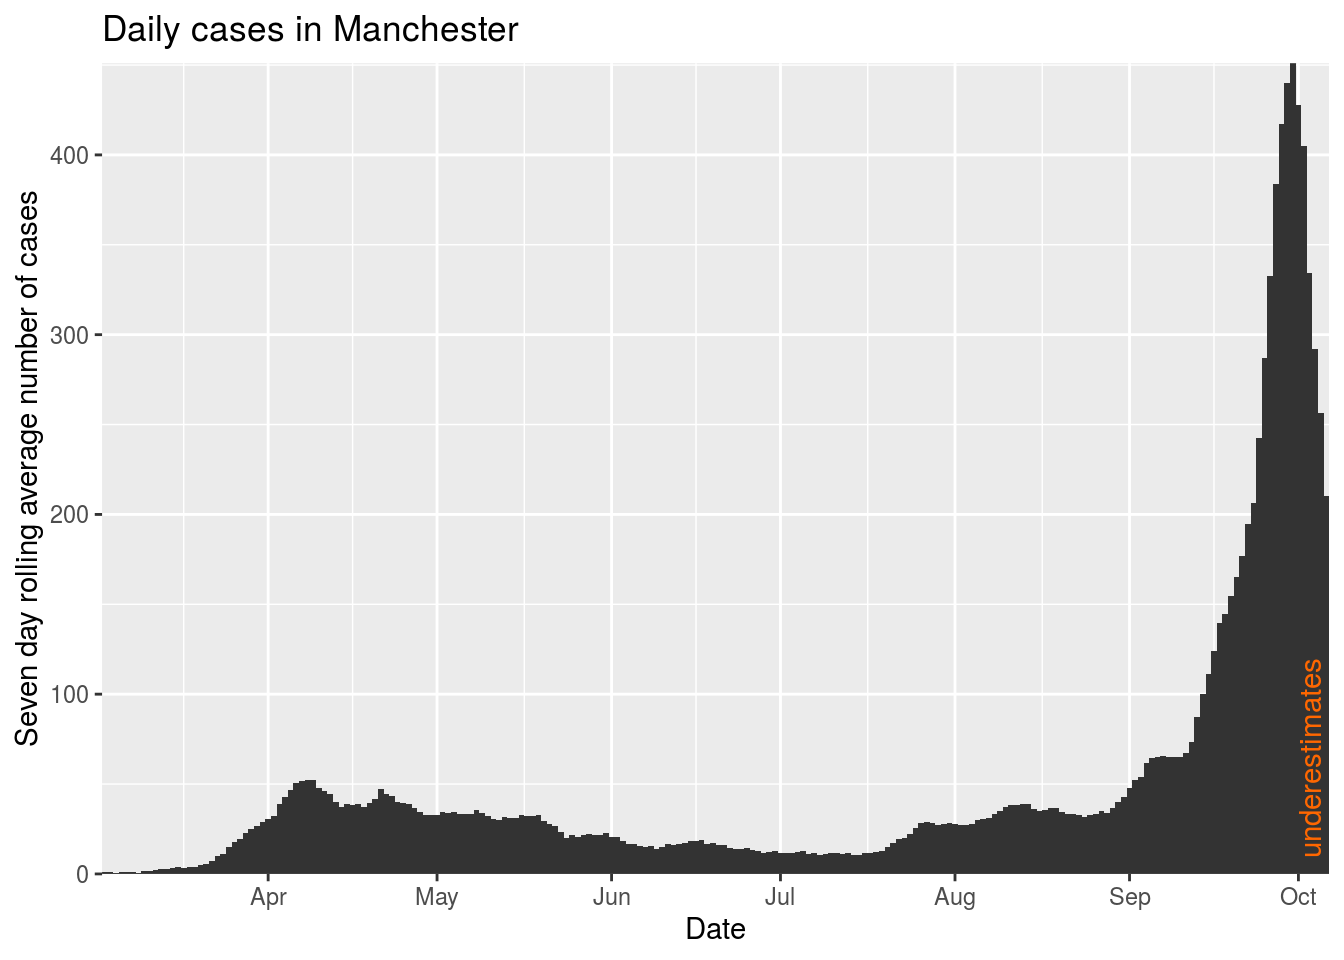 Daily cases in Manchester
Seven day rolling average number of cases
400
300
200
100
0
underestimates
Apr May Jun Jul Aug Sep Oct
Date